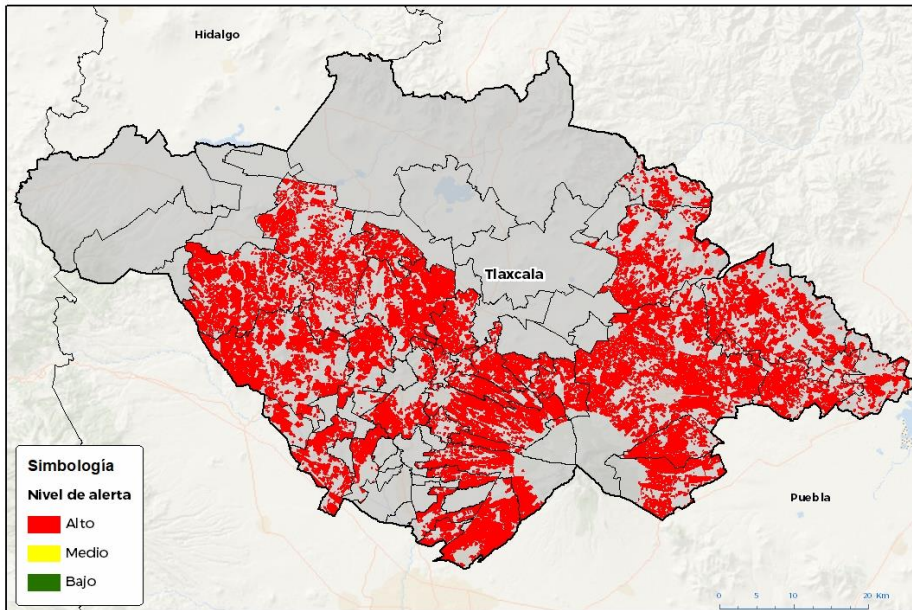 Hidalgo
Tlaxcala
Puebla
Simbología
Nivel de alerta
Alto
Medio
Bajo
0 5 10 20 Km